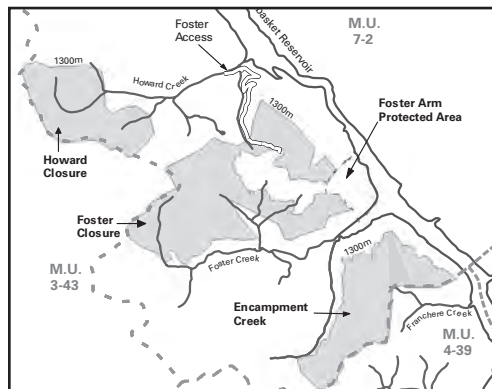 Foster
Access
basket Reservoir
M.U.
7-2
1300m
Howard Creek
1300m
Foster Arm
Protected Area
Howard
Closure
Foster
Closure
M.U.
3-43
Foster Creek
1300m
Encampment
Creek
Franchere Creek
M.U.
4-39